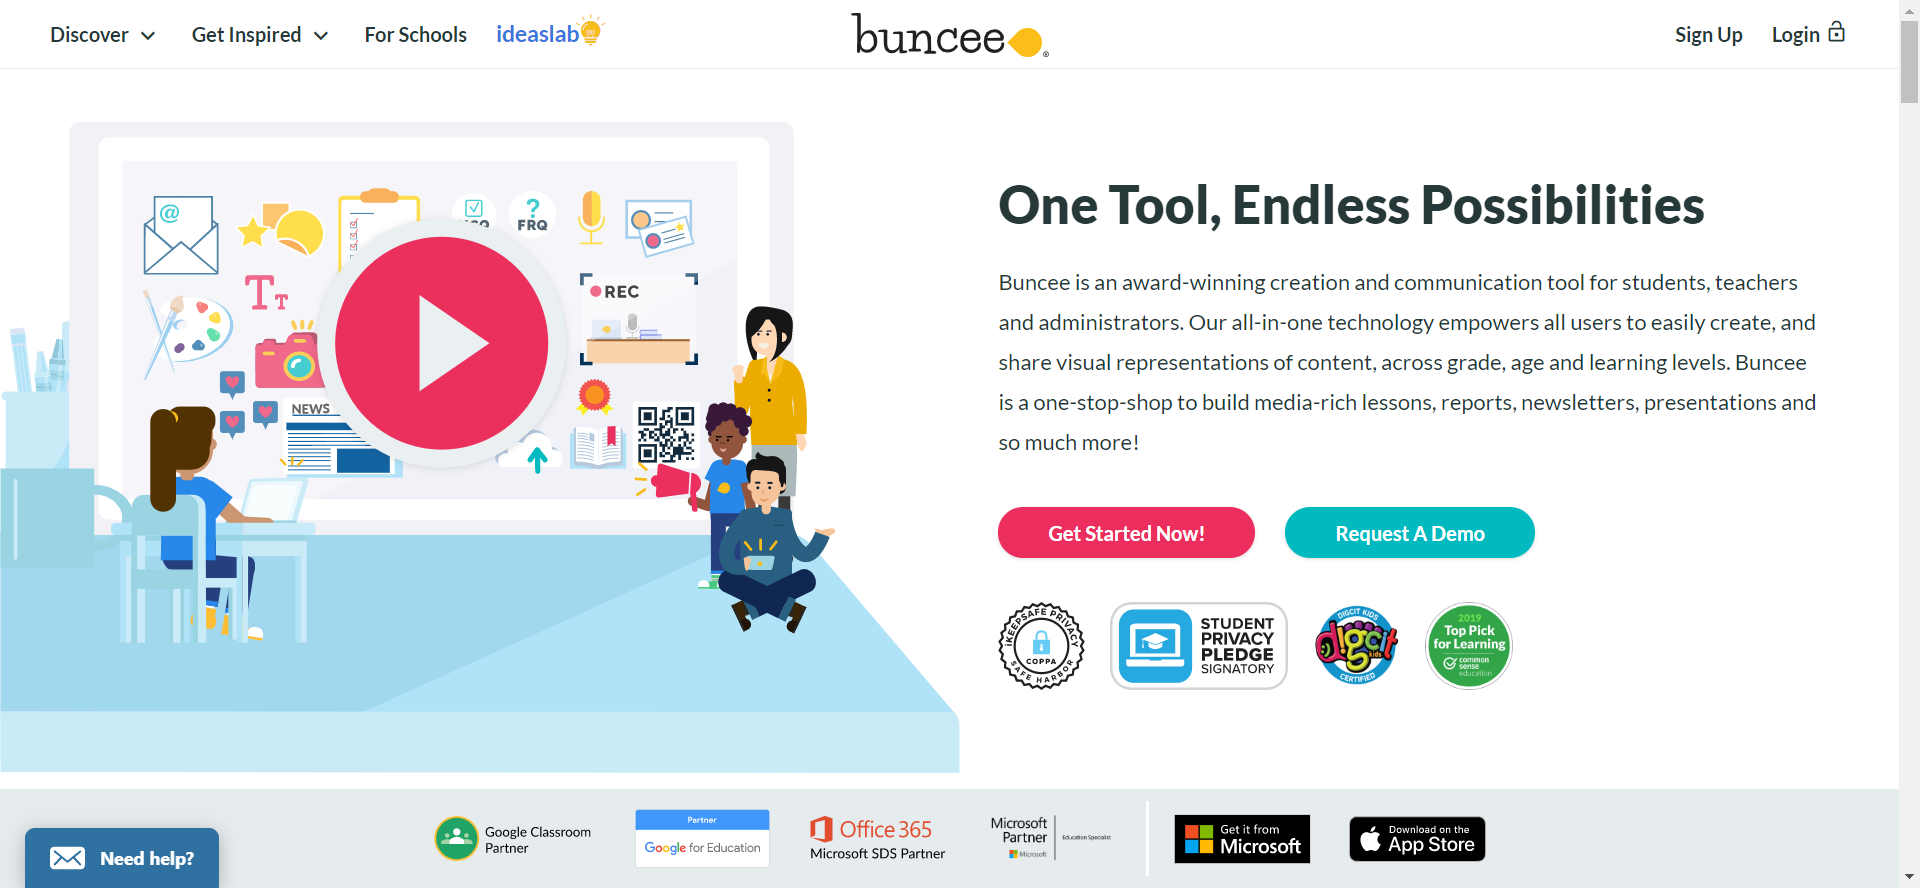 Discover
Get Inspired
For Schools
ideaslab
buncee
Sign Up
Login
@
FRQ
REC
NEWS
One Tool, Endless Possibilities
Buncee is an award-winning creation and communication tool for students, teachers
and administrators. Our all-in-one technology empowers all users to easily create, and
share visual representations of content, across grade, age and learning levels. Buncee
is a one-stop-shop to build media-rich lessons, reports, newsletters, presentations and
so much more!
Get Started Now!
Request A Demo
iKEEPSAFE PRIVACY
COPPA
SAFE HARBOR
STUDENT
PRIVACY
PLEDGE
SIGNATORY
DIGCIT KIDS
digcit
kids
CERTIFIED
2019
Top Pick
for Learning
common
sense
education
Google Classroom
Partner
Partner
Google for Education
Office 365
Microsoft SDS Partner
Microsoft
Partner
Microsoft
Education Specialist
Get it from
Microsoft
Download on the
App Store
Need help?